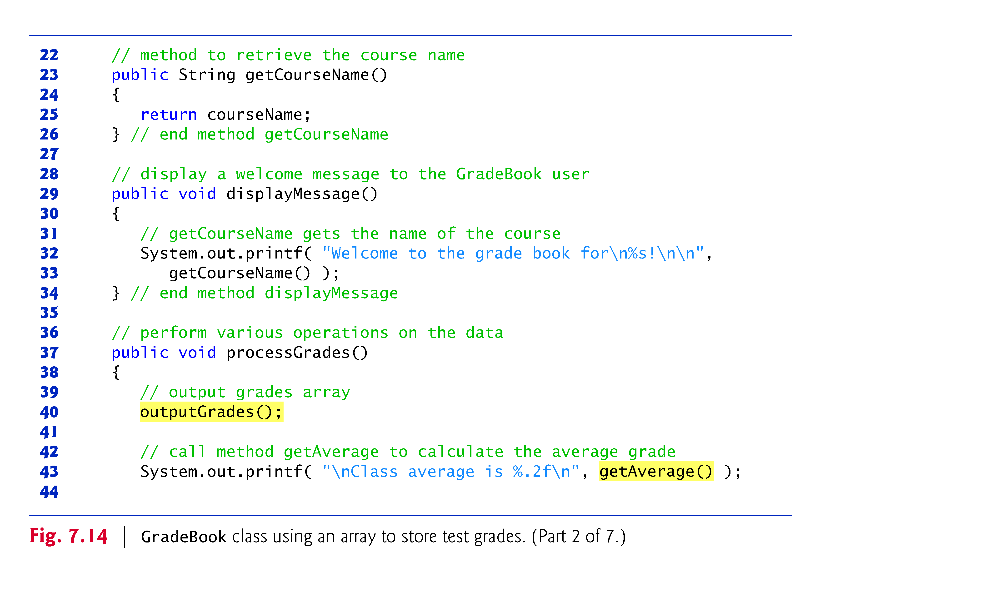 22 // method to retrieve the course name
23 public String getCourseName()
24 {
25    return courseName;
26 } // end method getCourseName
27
28 // display a welcome message to the GradeBook user
29 public void displayMessage()
30 {
31    // getCourseName gets the name of the course
32    System.out.printf( "Welcome to the grade book for\n%s!\n\n",
33       getCourseName() );
34 } // end method displayMessage
35
36 // perform various operations on the data
37 public void processGrades()
38 {
39    // output grades array
40    outputGrades();
41
42    // call method getAverage to calculate the average grade
43    System.out.printf( "\nClass average is %.2f\n", getAverage() );
44
Fig. 7.14 | GradeBook class using an array to store test grades. (Part 2 of 7.)